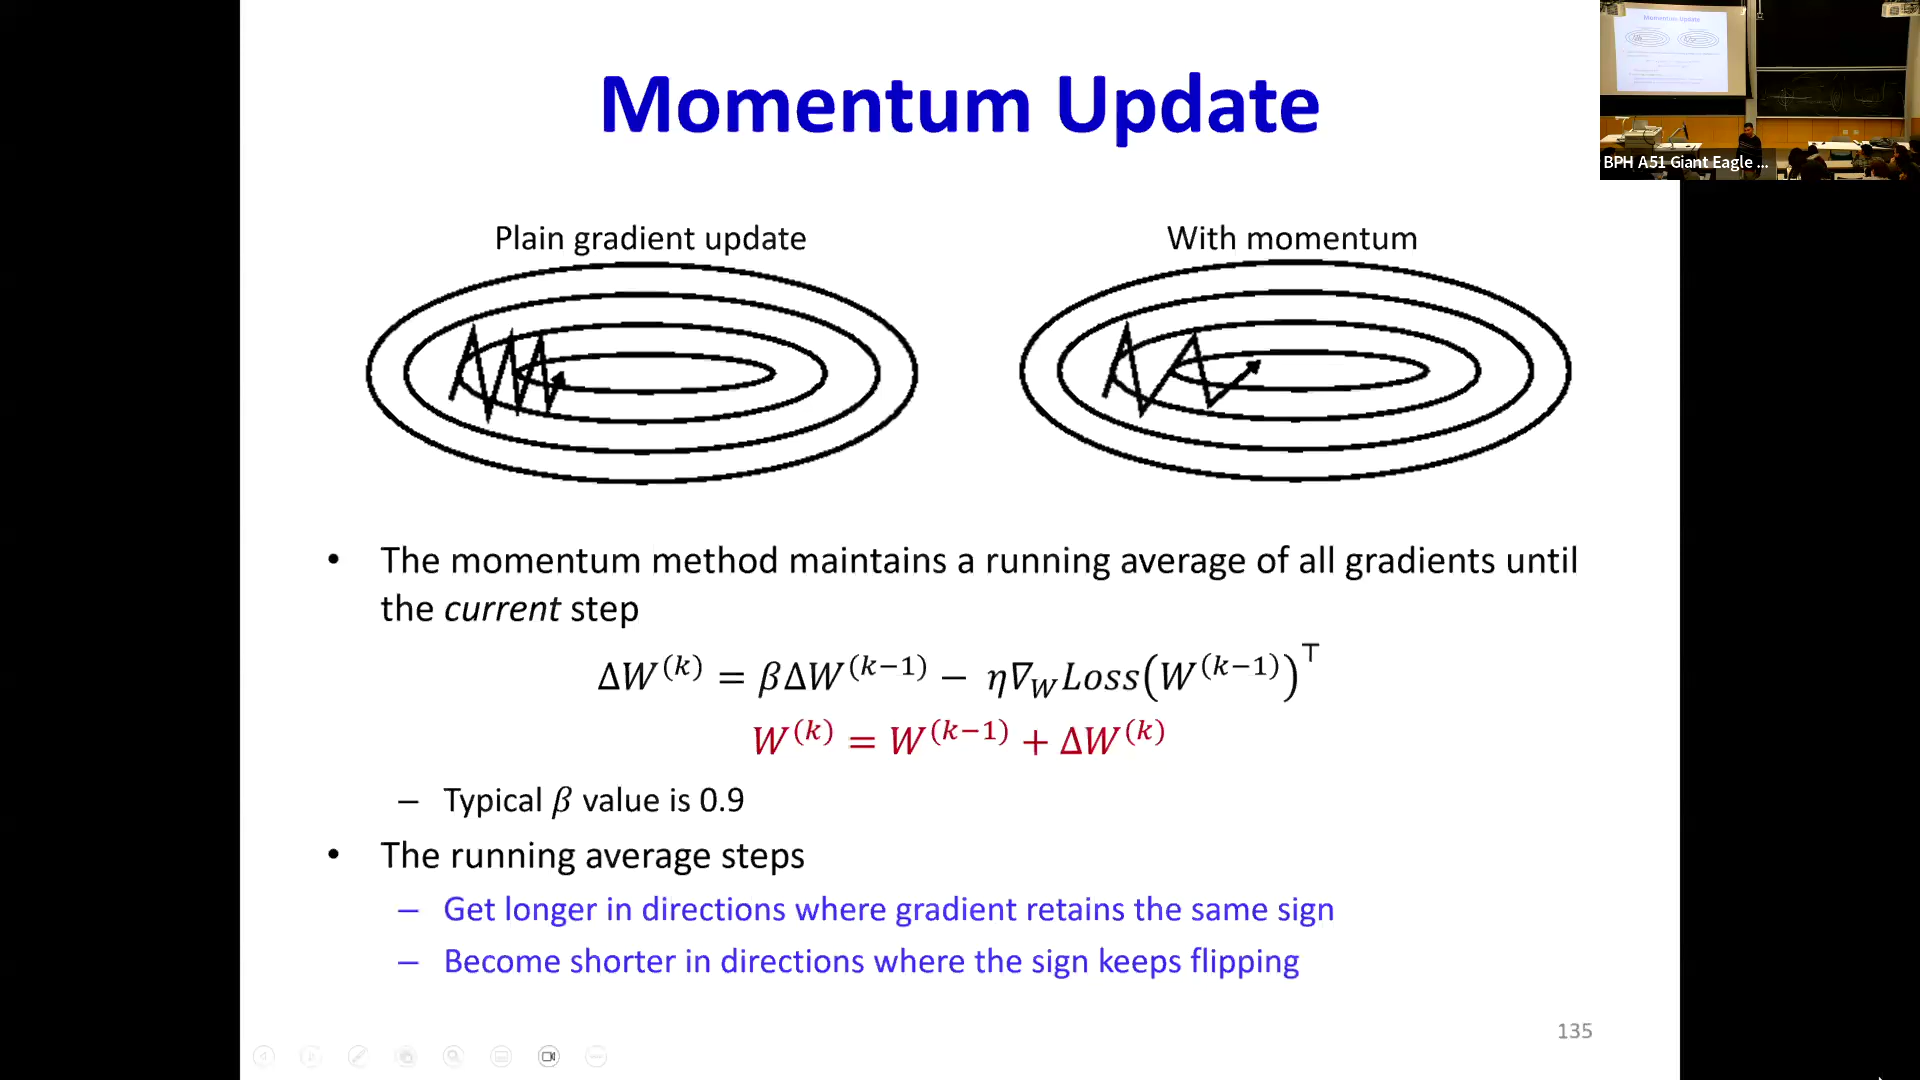 Momentum Update
BPH A51 Giant Eagle ...
Plain gradient update
With momentum
• The momentum method maintains a running average of all gradients until
the current step
ΔW^(k) = βΔW^(k−1) − η∇_W Loss(W^(k−1))^⊤
W^(k) = W^(k−1) + ΔW^(k)
– Typical β value is 0.9
• The running average steps
– Get longer in directions where gradient retains the same sign
– Become shorter in directions where the sign keeps flipping
135